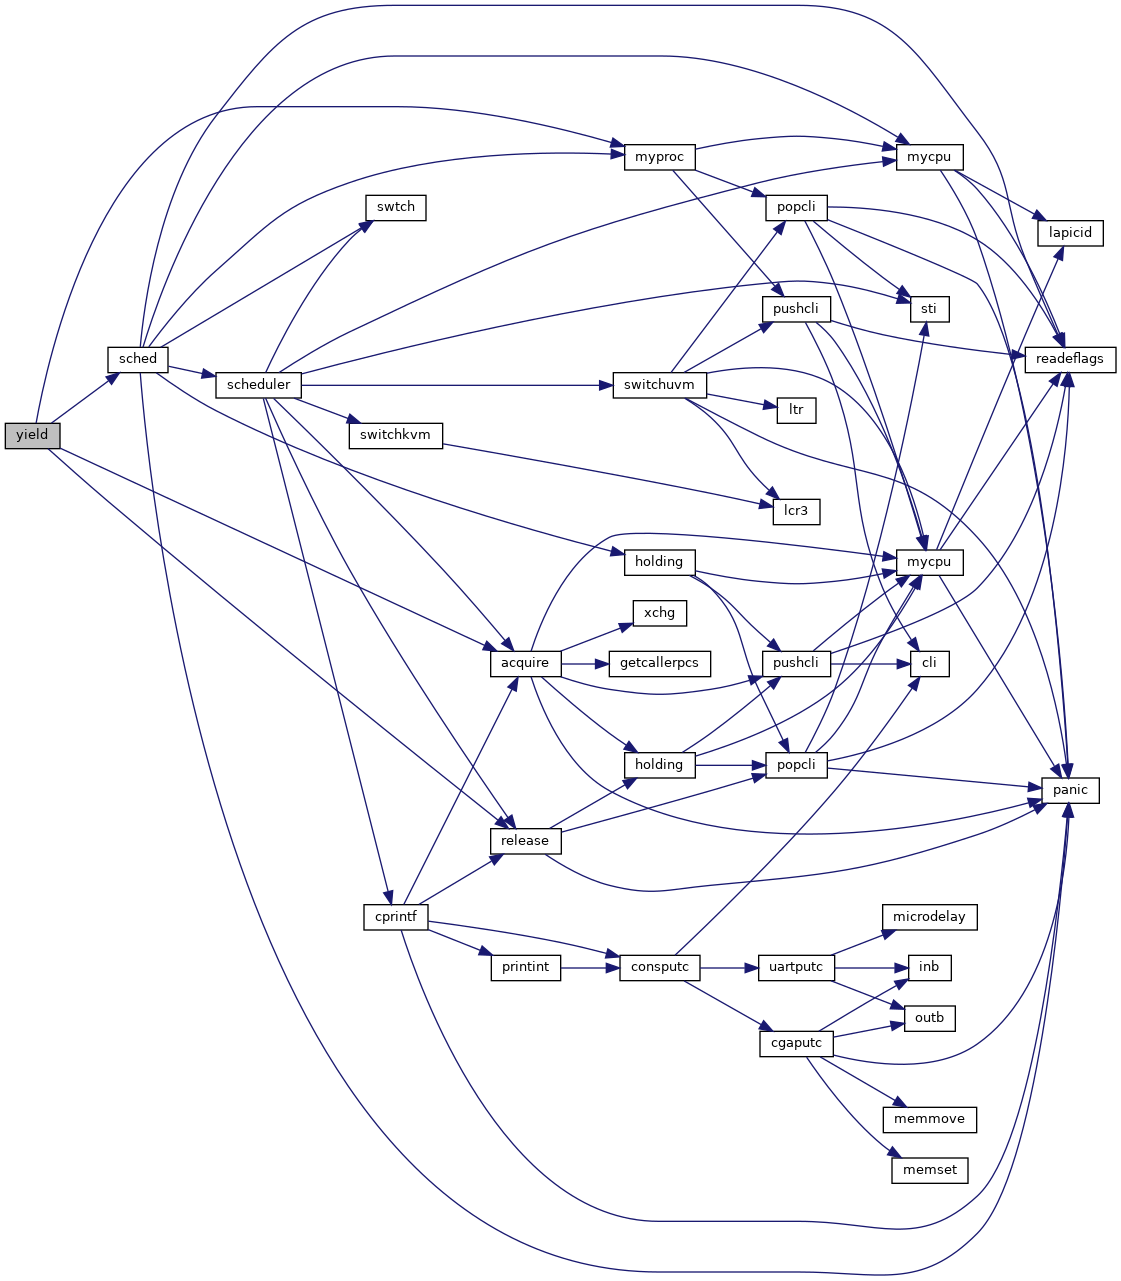 yield
sched
swtch
scheduler
switchkvm
acquire
release
cprintf
printint
myproc
switchuvm
holding
xchg
getcallerpcs
holding
consputc
popcli
pushcli
ltr
lcr3
pushcli
popcli
uartputc
cgaputc
mycpu
sti
mycpu
cli
microdelay
inb
outb
memmove
memset
lapicid
readeflags
panic